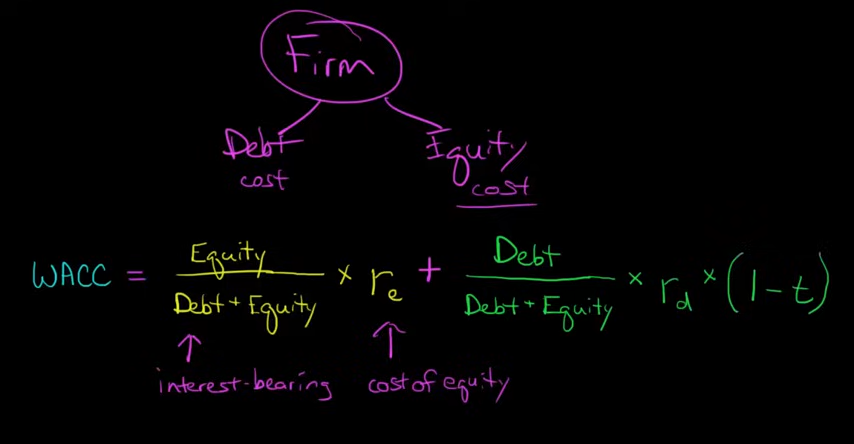 Firm
Debt Equity
cost cost
WACC = Equity / Debt + Equity × re + Debt / Debt + Equity × rd × (1 - t)
interest-bearing cost of equity